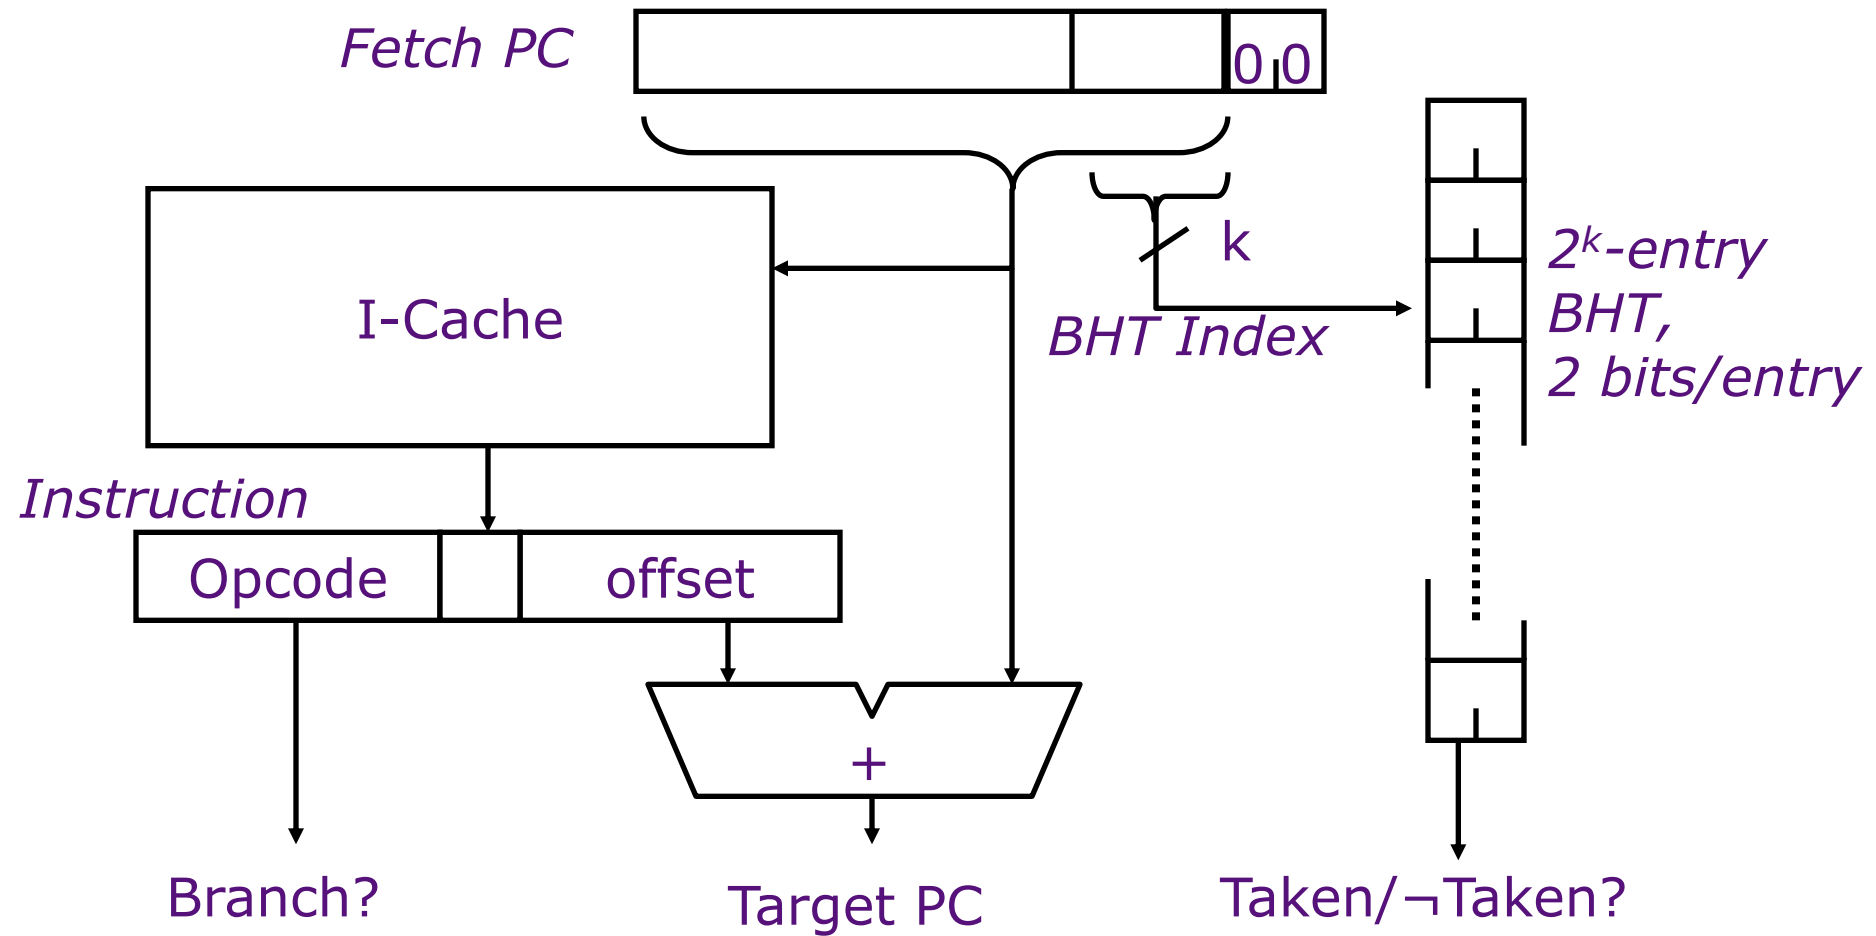 Fetch PC
0 0
k
2ᵏ-entry
BHT,
2 bits/entry
I-Cache
BHT Index
Instruction
Opcode offset
+
Branch?
Target PC
Taken/¬Taken?